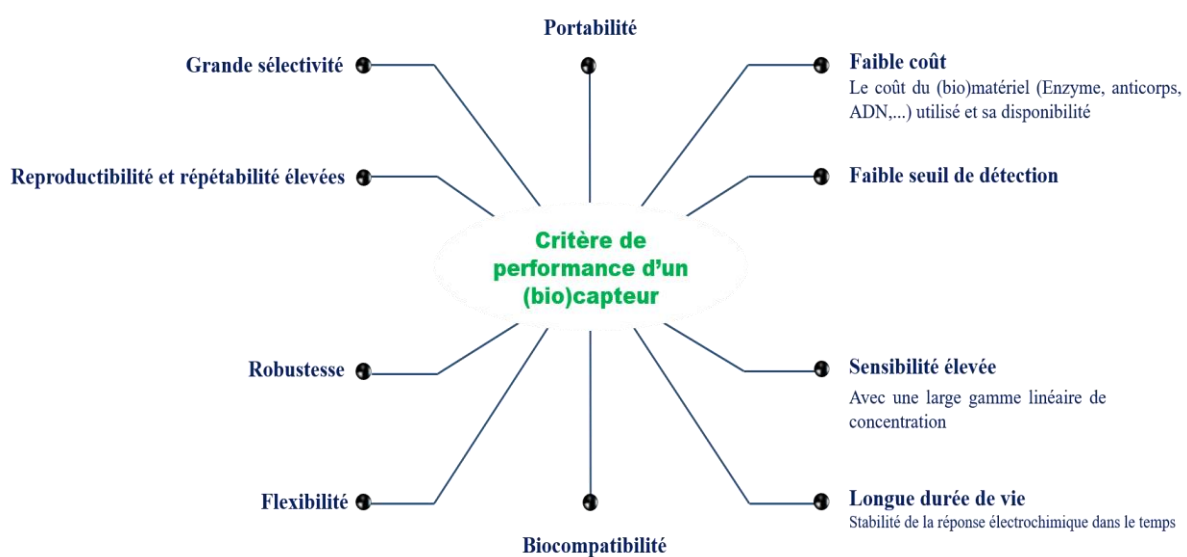 Portabilité
Grande sélectivité
Faible coût
Le coût du (bio)matériel (Enzyme, anticorps,
ADN,...) utilisé et sa disponibilité
Reproductibilité et répétabilité élevées
Faible seuil de détection
Critère de
performance d’un
(bio)capteur
Robustesse
Sensibilité élevée
Avec une large gamme linéaire de
concentration
Flexibilité
Longue durée de vie
Stabilité de la réponse électrochimique dans le temps
Biocompatibilité